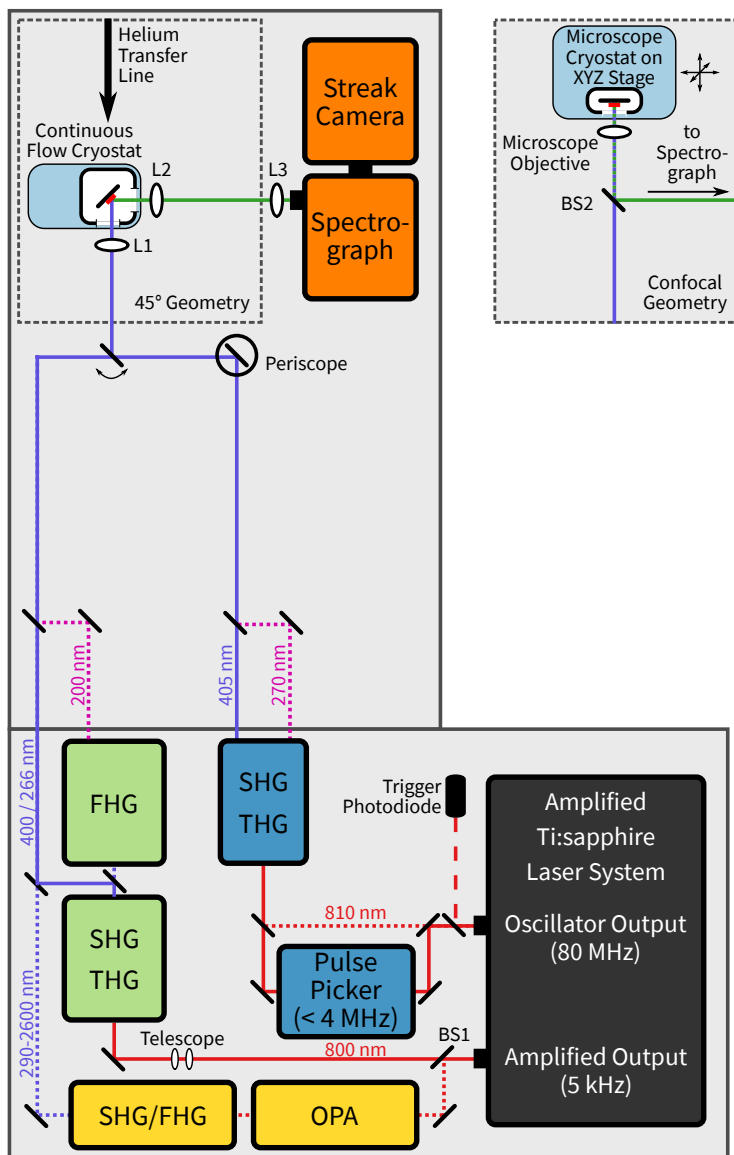 Helium
Transfer
Line
Continuous
Flow Cryostat
L2
L3
L1
Streak
Camera
Spectro-
graph
45° Geometry
Microscope
Cryostat on
XYZ Stage
Microscope
Objective
to
Spectro-
graph
BS2
Confocal
Geometry
Periscope
200 nm
405 nm
270 nm
400 / 266 nm
FHG
SHG
THG
Trigger
Photodiode
Amplified
Ti:sapphire
Laser System
Oscillator Output
(80 MHz)
810 nm
SHG
THG
Pulse
Picker
(< 4 MHz)
290-2600 nm
Telescope
800 nm
BS1
Amplified Output
(5 kHz)
SHG/FHG
OPA